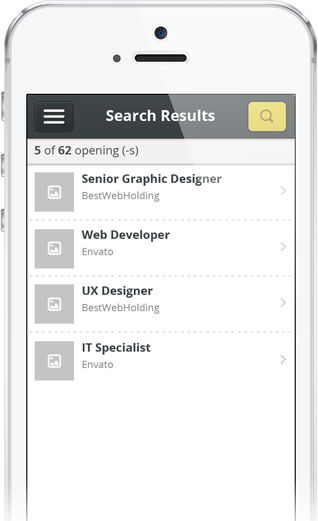 Search Results
5 of 62 opening (-s)
Senior Graphic Designer
BestWebHolding
Web Developer
Envato
UX Designer
BestWebHolding
IT Specialist
Envato